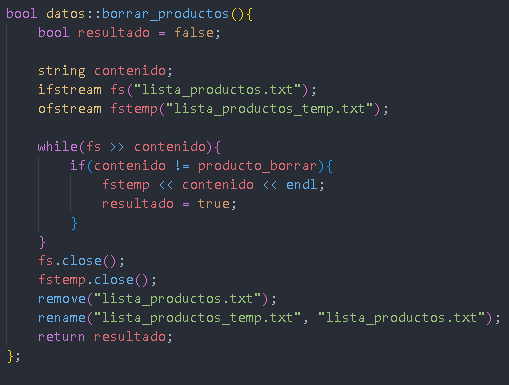 bool datos::borrar_productos(){
    bool resultado = false;

    string contenido;
    ifstream fs("lista_productos.txt");
    ofstream fstemp("lista_productos_temp.txt");

    while(fs >> contenido){
        if(contenido != producto_borrar){
            fstemp << contenido << endl;
            resultado = true;
        }
    }
    fs.close();
    fstemp.close();
    remove("lista_productos.txt");
    rename("lista_productos_temp.txt", "lista_productos.txt");
    return resultado;
};